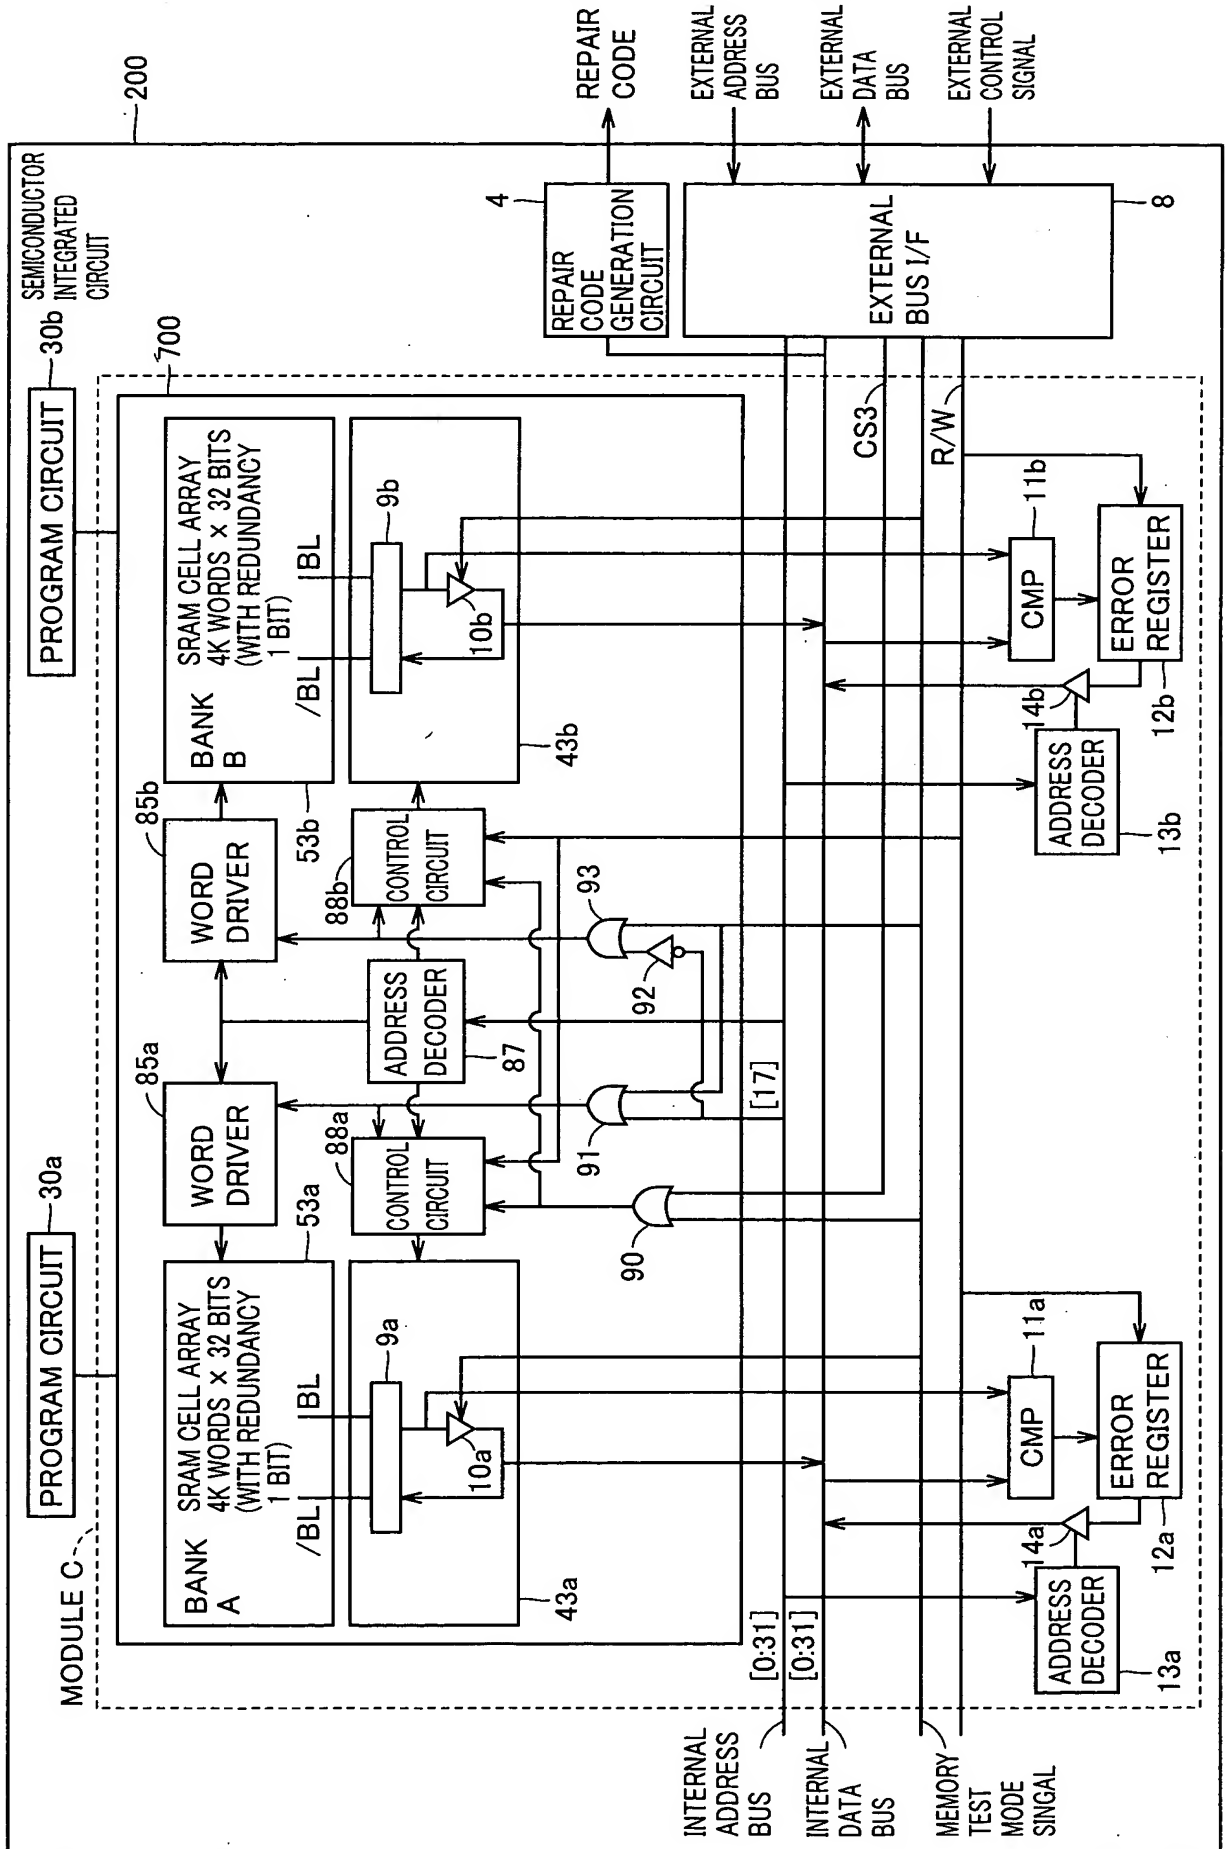 SEMICONDUCTOR
INTEGRATED
CIRCUIT
200
PROGRAM CIRCUIT
30a
PROGRAM CIRCUIT
30b
MODULE C
700
BANK
A
SRAM CELL ARRAY
4K WORDS × 32 BITS
(WITH REDUNDANCY
1 BIT)
/BL
BL
53a
WORD
DRIVER
85a
WORD
DRIVER
85b
BANK
B
SRAM CELL ARRAY
4K WORDS × 32 BITS
(WITH REDUNDANCY
1 BIT)
/BL
BL
53b
9a
10a
43a
CONTROL
CIRCUIT
88a
ADDRESS
DECODER
87
CONTROL
CIRCUIT
88b
9b
10b
43b
90
91
92
93
[17]
REPAIR
CODE
GENERATION
CIRCUIT
4
REPAIR
CODE
EXTERNAL
BUS I/F
8
EXTERNAL
ADDRESS
BUS
EXTERNAL
DATA
BUS
EXTERNAL
CONTROL
SIGNAL
CS3
R/W
[0:31]
[0:31]
INTERNAL
ADDRESS
BUS
INTERNAL
DATA
BUS
MEMORY
TEST
MODE
SINGAL
ADDRESS
DECODER
13a
14a
CMP
11a
ERROR
REGISTER
12a
ADDRESS
DECODER
13b
14b
CMP
11b
ERROR
REGISTER
12b